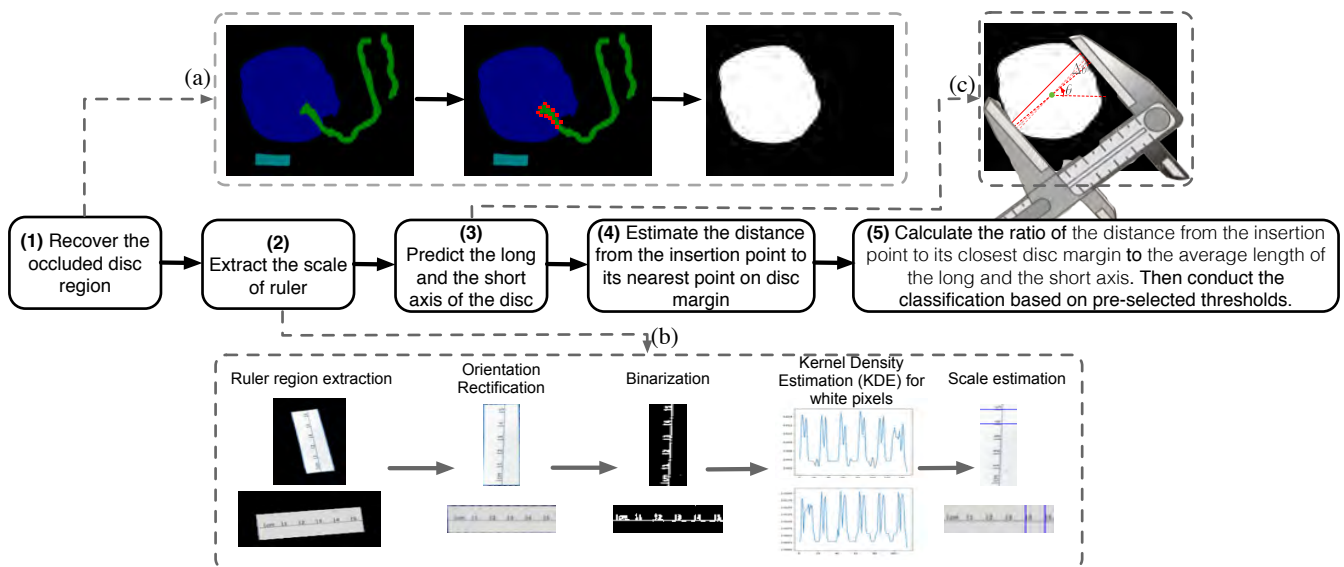 (a)
(c)
(1) Recover the
occluded disc
region
(2)
Extract the scale
of ruler
(3)
Predict the long
and the short
axis of the disc
(4) Estimate the distance
from the insertion point to
its nearest point on disc
margin
(5) Calculate the ratio of the distance from the insertion
point to its closest disc margin to the average length of
the long and the short axis. Then conduct the
classification based on pre-selected thresholds.
(b)
Ruler region extraction
Orientation
Rectification
Binarization
Kernel Density
Estimation (KDE) for
white pixels
Scale estimation